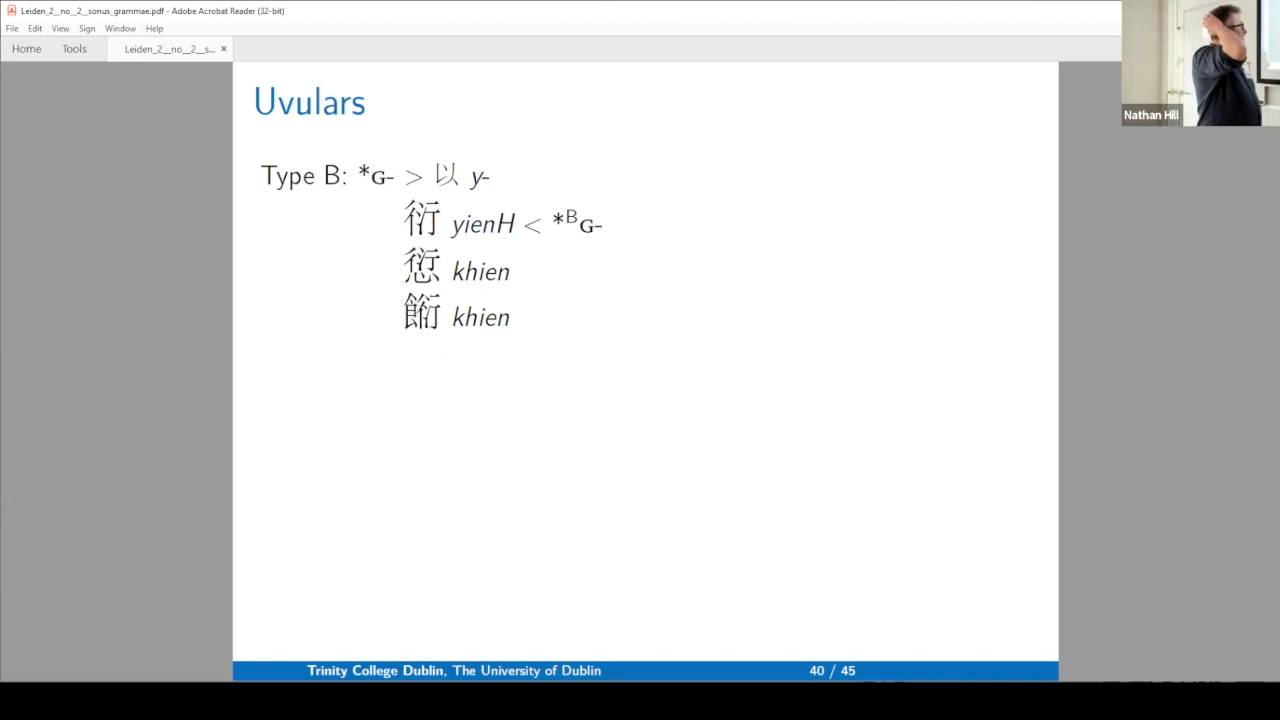 Leiden_2__no__2__sonus_grammae.pdf - Adobe Acrobat Reader (32-bit)
File Edit View Sign Window Help
Home Tools Leiden_2__no__2__s... ×
Nathan Hill
Uvulars
Type B: *ɢ- > 以 y-
衍 yienH < *ᴮɢ-
愆 khien
餰 khien
Trinity College Dublin, The University of Dublin 40 / 45